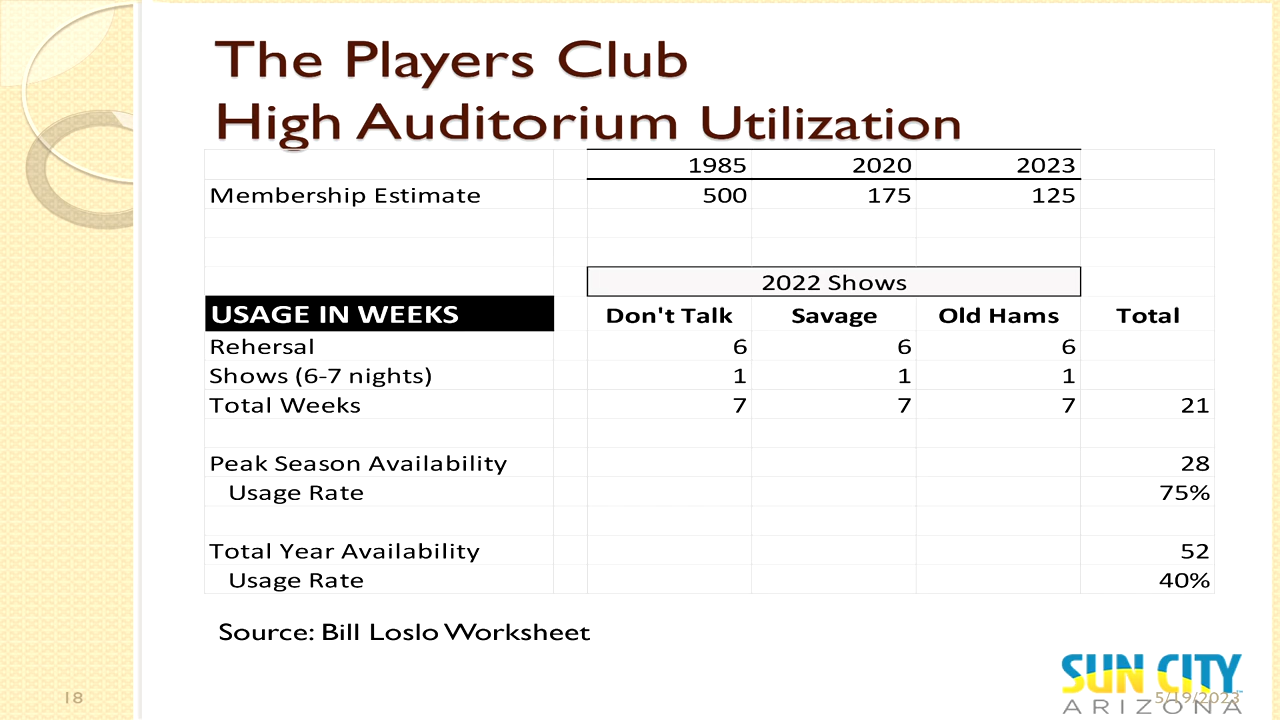 The Players Club
High Auditorium Utilization
1985 2020 2023
Membership Estimate 500 175 125
2022 Shows
USAGE IN WEEKS Don't Talk Savage Old Hams Total
Rehersal 6 6 6
Shows (6-7 nights) 1 1 1
Total Weeks 7 7 7 21
Peak Season Availability 28
Usage Rate 75%
Total Year Availability 52
Usage Rate 40%
Source: Bill Loslo Worksheet
SUN CITY
ARIZONA
18 5/19/2023